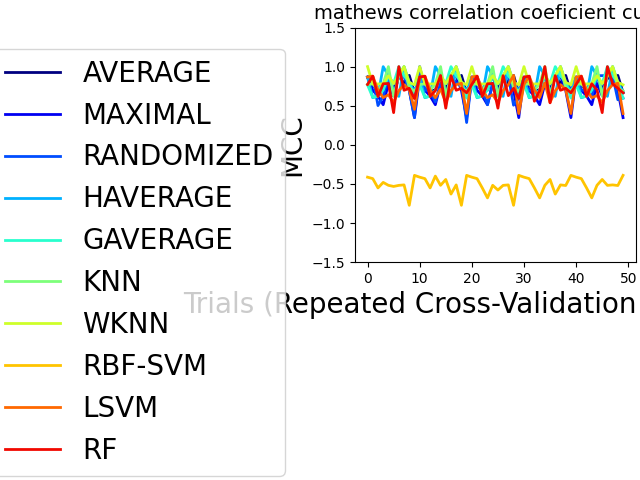 mathews correlation coeficient cu
AVERAGE
MAXIMAL
RANDOMIZED
HAVERAGE
GAVERAGE
KNN
WKNN
RBF-SVM
LSVM
RF
MCC
1.5
1.0
0.5
0.0
−0.5
−1.0
−1.5
0 10 20 30 40 50
Trials (Repeated Cross-Validation